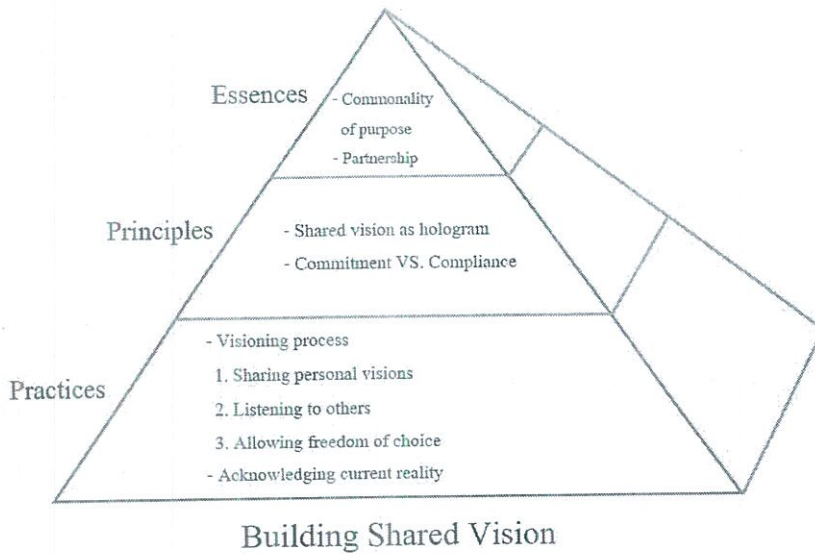 Essences
- Commonality
of purpose
- Partnership
Principles
- Shared vision as hologram
- Commitment VS. Compliance
Practices
- Visioning process
1. Sharing personal visions
2. Listening to others
3. Allowing freedom of choice
- Acknowledging current reality
Building Shared Vision